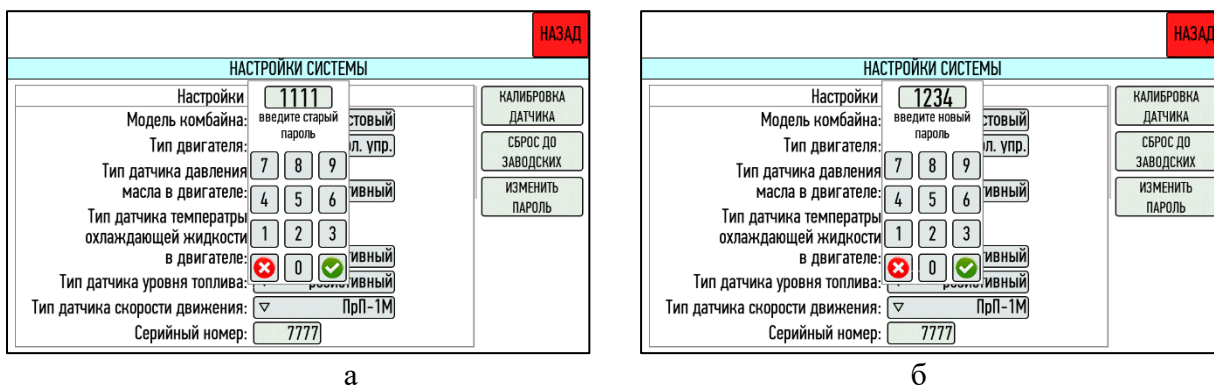 НАЗАД
НАСТРОЙКИ СИСТЕМЫ
Настройки
1111
введите старый
пароль
7 8 9
4 5 6
1 2 3
0
Модель комбайна:
Тип двигателя:
Тип датчика давления
масла в двигателе:
Тип датчика температры
охлаждающей жидкости
в двигателе:
Тип датчика уровня топлива:
Тип датчика скорости движения: ПрП-1М
Серийный номер: 7777
КАЛИБРОВКА
ДАТЧИКА
СБРОС ДО
ЗАВОДСКИХ
ИЗМЕНИТЬ
ПАРОЛЬ
а
НАЗАД
НАСТРОЙКИ СИСТЕМЫ
Настройки
1234
введите новый
пароль
7 8 9
4 5 6
1 2 3
0
Модель комбайна:
Тип двигателя:
Тип датчика давления
масла в двигателе:
Тип датчика температры
охлаждающей жидкости
в двигателе:
Тип датчика уровня топлива:
Тип датчика скорости движения: ПрП-1М
Серийный номер: 7777
КАЛИБРОВКА
ДАТЧИКА
СБРОС ДО
ЗАВОДСКИХ
ИЗМЕНИТЬ
ПАРОЛЬ
б